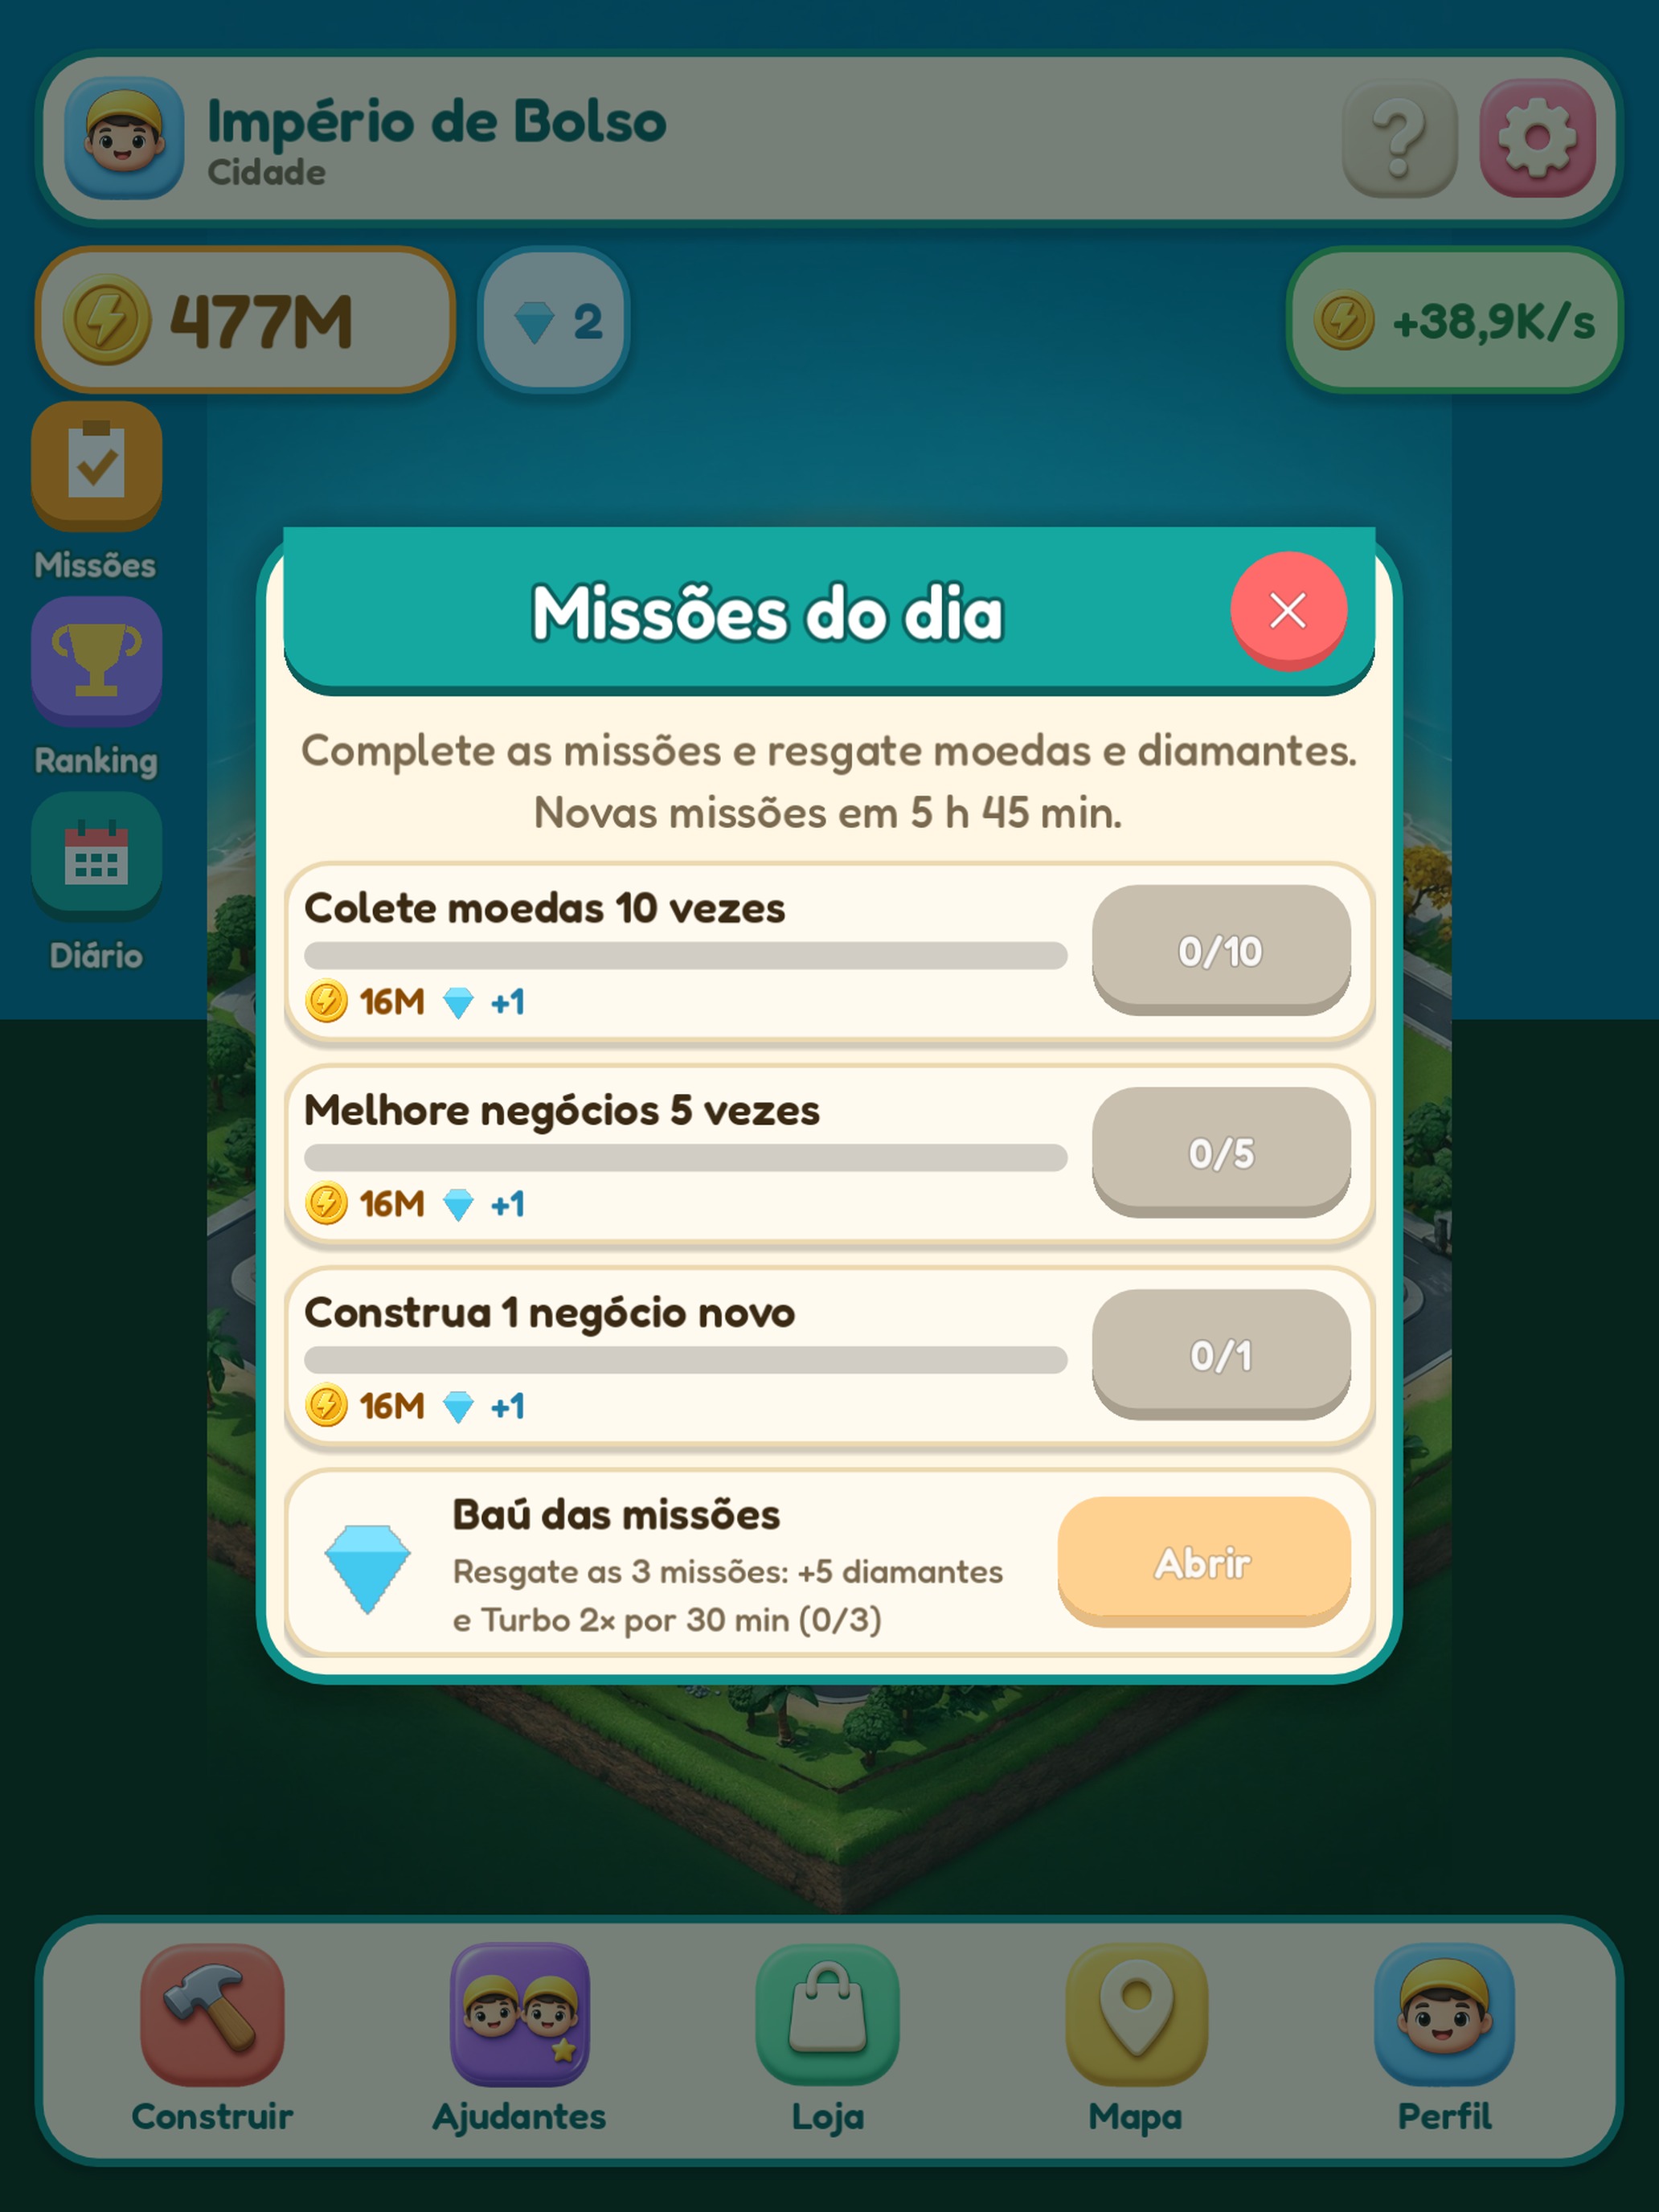 Império de Bolso
Cidade
477M
2
+38,9K/s
Missões
Ranking
Diário
Missões do dia
Complete as missões e resgate moedas e diamantes.
Novas missões em 5 h 45 min.
Colete moedas 10 vezes
0/10
16M +1
Melhore negócios 5 vezes
0/5
16M +1
Construa 1 negócio novo
0/1
16M +1
Baú das missões
Resgate as 3 missões: +5 diamantes
e Turbo 2x por 30 min (0/3)
Abrir
Construir
Ajudantes
Loja
Mapa
Perfil